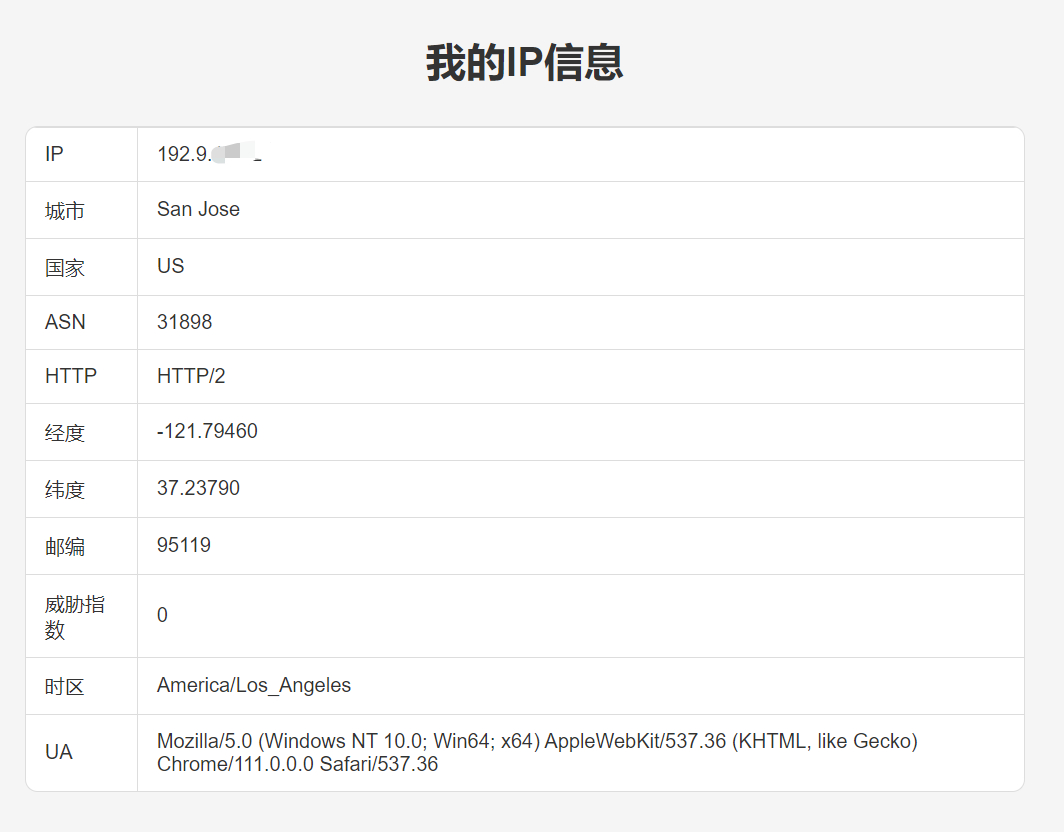 我的IP信息
IP 192.9.
城市 San Jose
国家 US
ASN 31898
HTTP HTTP/2
经度 -121.79460
纬度 37.23790
邮编 95119
威胁指
数
0
时区 America/Los_Angeles
UA
Mozilla/5.0 (Windows NT 10.0; Win64; x64) AppleWebKit/537.36 (KHTML, like Gecko)
Chrome/111.0.0.0 Safari/537.36